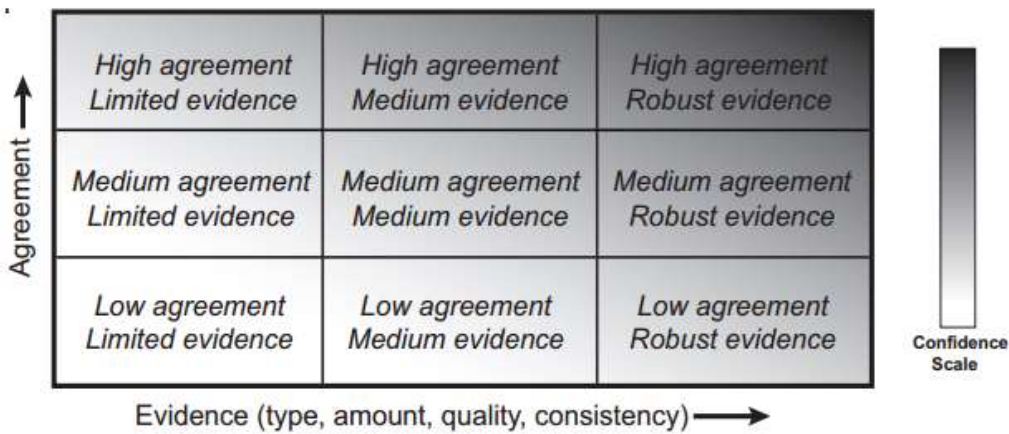 High agreement
Limited evidence
High agreement
Medium evidence
High agreement
Robust evidence
Medium agreement
Limited evidence
Medium agreement
Medium evidence
Medium agreement
Robust evidence
Low agreement
Limited evidence
Low agreement
Medium evidence
Low agreement
Robust evidence
Agreement
Evidence (type, amount, quality, consistency)
Confidence
Scale